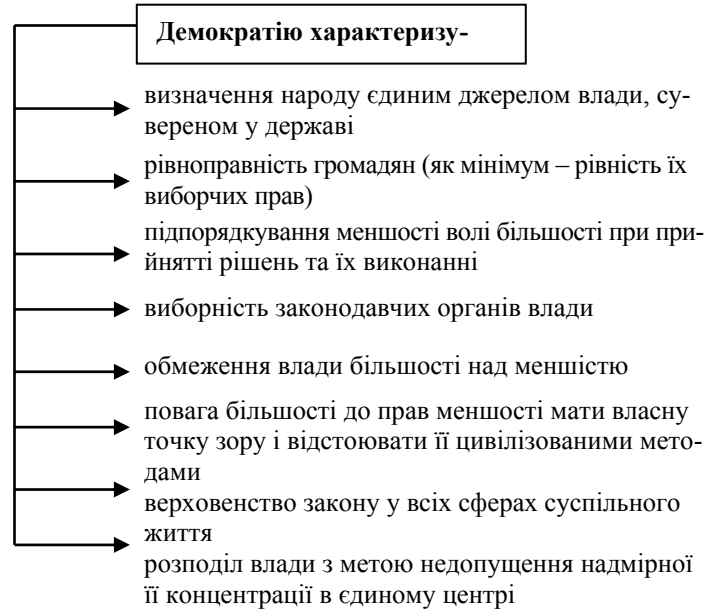 Демократію характеризу-
визначення народу єдиним джерелом влади, су-
вереном у державі
рівноправність громадян (як мінімум – рівність їх
виборчих прав)
підпорядкування меншості волі більшості при при-
йнятті рішень та їх виконанні
виборність законодавчих органів влади
обмеження влади більшості над меншістю
повага більшості до прав меншості мати власну
точку зору і відстоювати її цивілізованими мето-
дами
верховенство закону у всіх сферах суспільного
життя
розподіл влади з метою недопущення надмірної
її концентрації в єдиному центрі